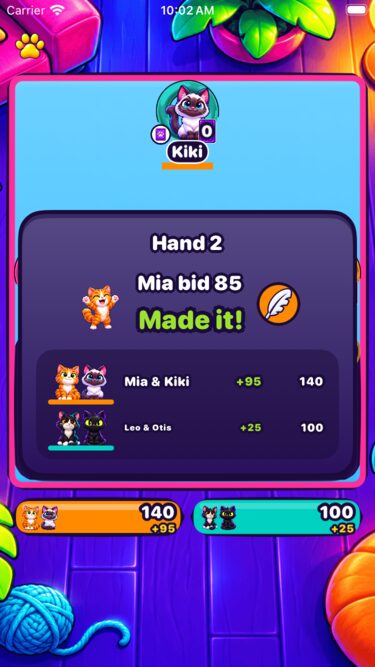 Carrier 10:02 AM
0
Kiki
Hand 2
Mia bid 85
Made it!
Mia & Kiki +95 140
Leo & Otis +25 100
140 100
+95 +25